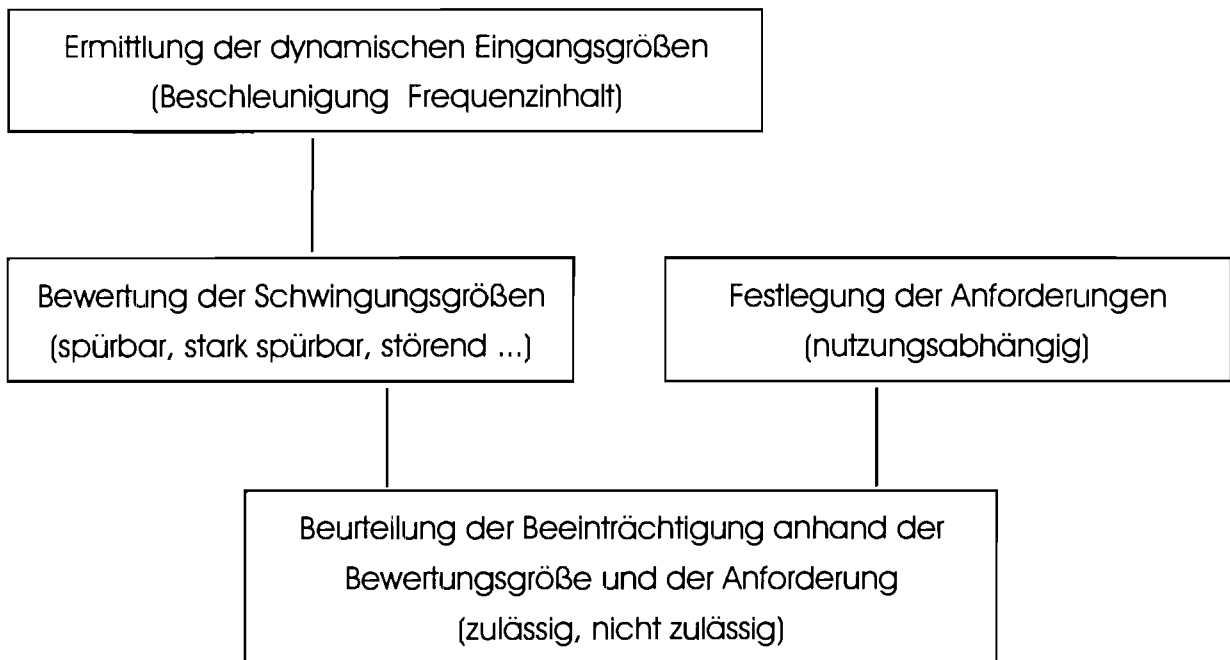 Ermittlung der dynamischen Eingangsgrößen
(Beschleunigung Frequenzinhalt)
Bewertung der Schwingungsgrößen
(spürbar, stark spürbar, störend ...)
Festlegung der Anforderungen
(nutzungsabhängig)
Beurteilung der Beeinträchtigung anhand der
Bewertungsgröße und der Anforderung
(zulässig, nicht zulässig)